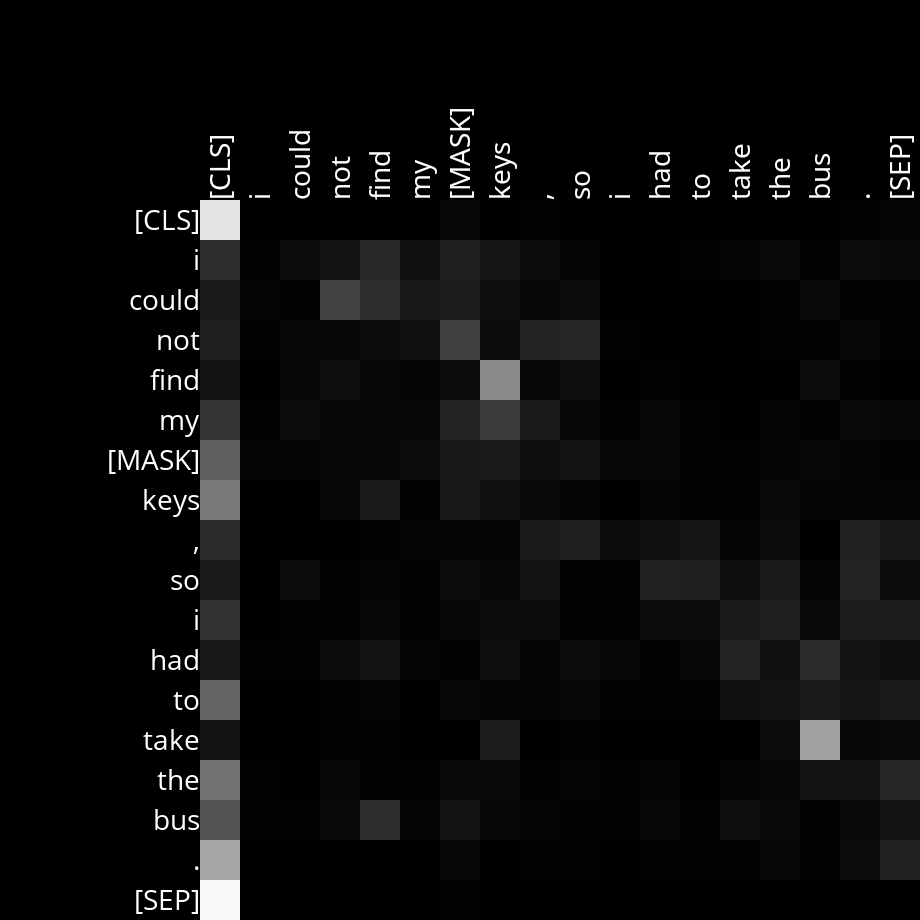 [CLS] i could not find my [MASK] keys , so i had to take the bus . [SEP]
[CLS]
i
could
not
find
my
[MASK]
keys
,
so
i
had
to
take
the
bus
.
[SEP]